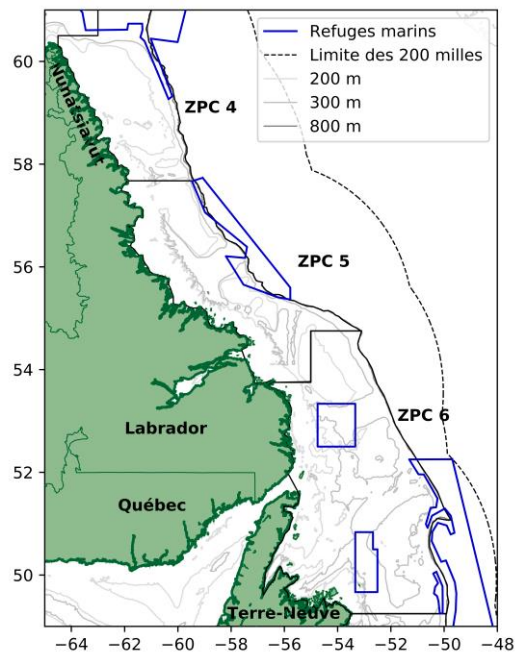 Refuges marins
Limite des 200 milles
200 m
300 m
800 m
60
58
56
54
52
50
Nunatsiavut
ZPC 4
ZPC 5
ZPC 6
Labrador
Québec
Terre-Neuve
−64 −62 −60 −58 −56 −54 −52 −50 −48